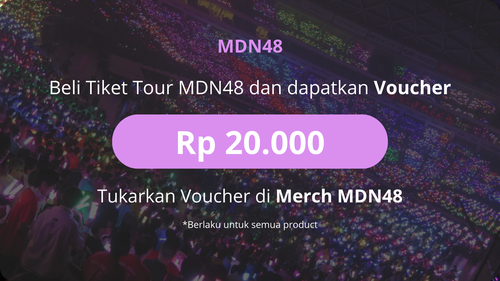 MDN48
Beli Tiket Tour MDN48 dan dapatkan Voucher
Rp 20.000
Tukarkan Voucher di Merch MDN48
*Berlaku untuk semua product